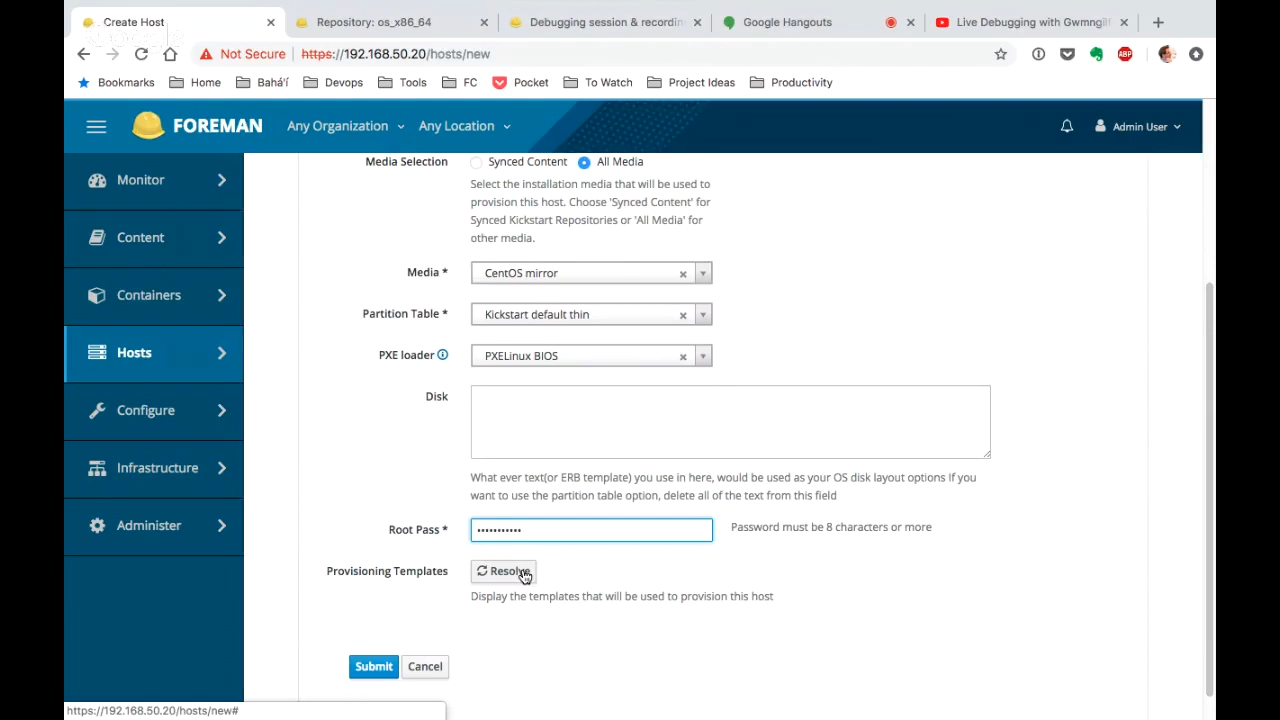 Create Host
Repository: os_x86_64
Debugging session & recordin
Google Hangouts
Live Debugging with Gwmngilf
Not Secure
https://192.168.50.20/hosts/new
ABP
Bookmarks
Home
Bahá'í
Devops
Tools
FC
Pocket
To Watch
Project Ideas
Productivity
FOREMAN
Any Organization
Any Location
Admin User
Monitor
Content
Containers
Hosts
Configure
Infrastructure
Administer
Media Selection
Synced Content
All Media
Select the installation media that will be used to
provision this host. Choose 'Synced Content' for
Synced Kickstart Repositories or 'All Media' for
other media.
Media *
CentOS mirror
Partition Table *
Kickstart default thin
PXE loader
PXELinux BIOS
Disk
What ever text(or ERB template) you use in here, would be used as your OS disk layout options If you
want to use the partition table option, delete all of the text from this field
Root Pass *
•••••••••••
Password must be 8 characters or more
Provisioning Templates
Resolve
Display the templates that will be used to provision this host
Submit
Cancel
https://192.168.50.20/hosts/new#